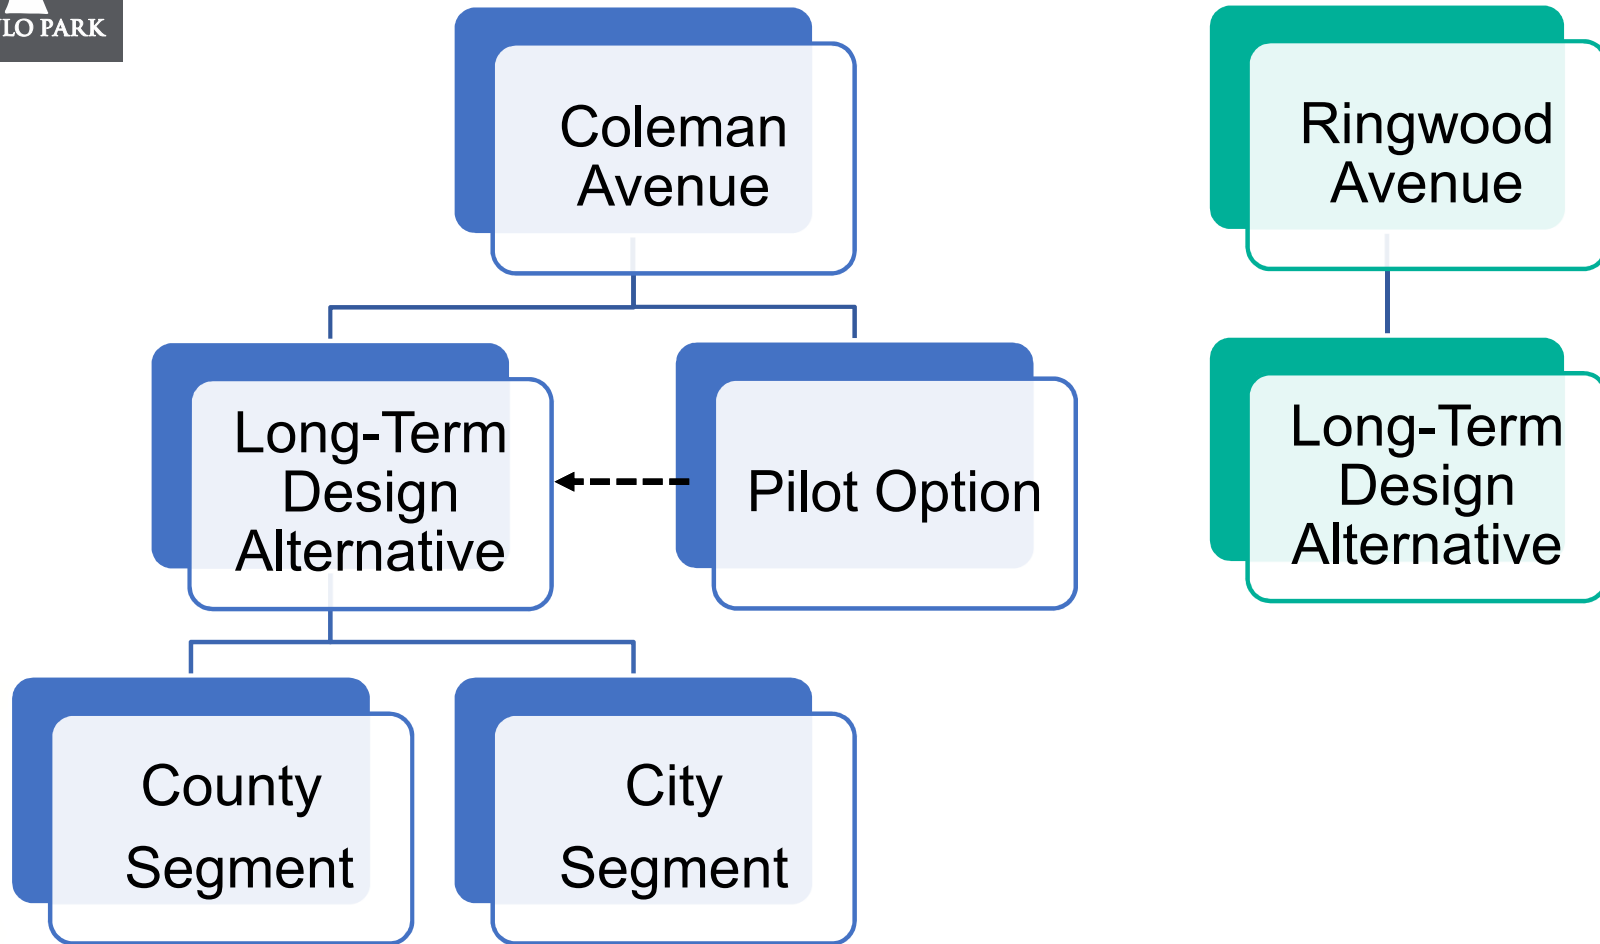 LO PARK
Coleman
Avenue
Ringwood
Avenue
Long-Term
Design
Alternative
Pilot Option
Long-Term
Design
Alternative
County
Segment
City
Segment